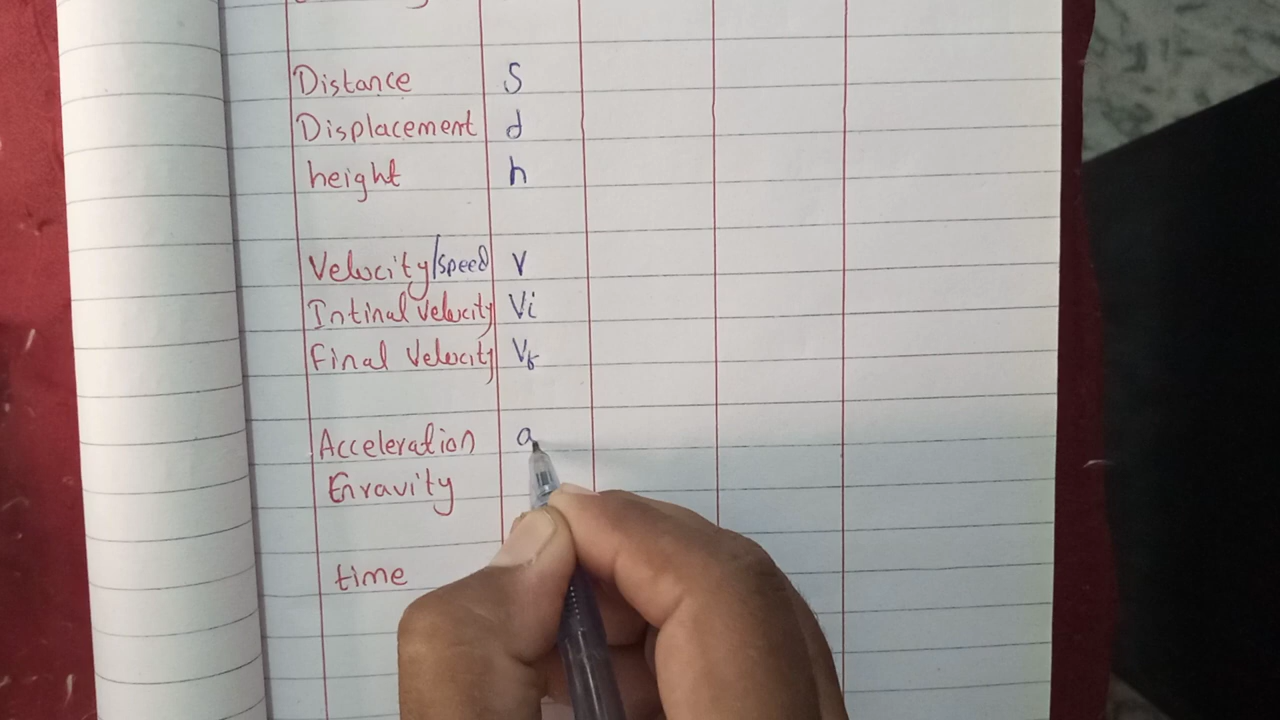 Distance S
Displacement d
height h
Velocity/speed V
Intinal velocity Vi
Final Velocity Vf
Acceleration a
Gravity
time